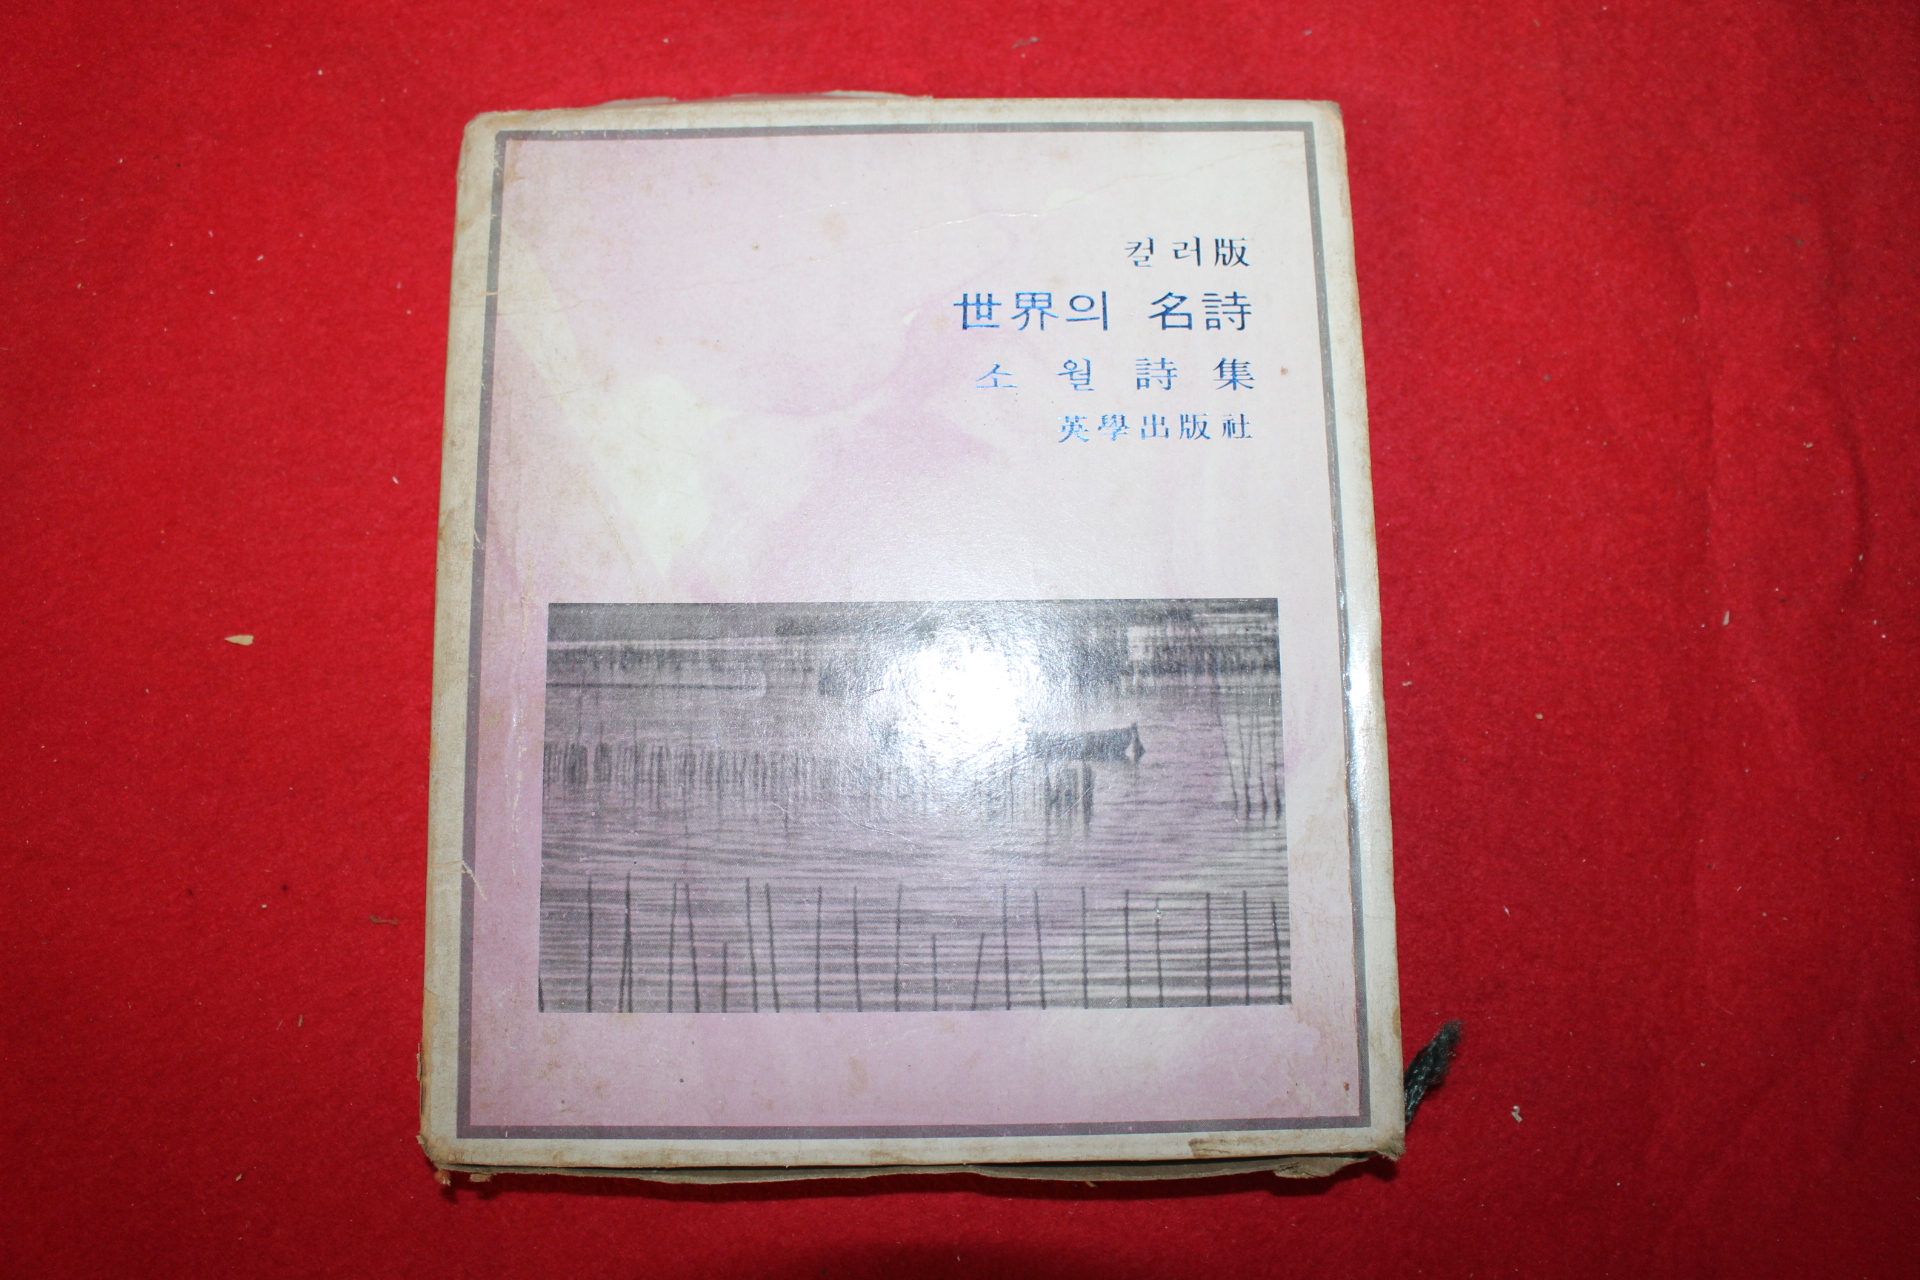 컬러版
世界의 名詩
소월詩集
英學出版社